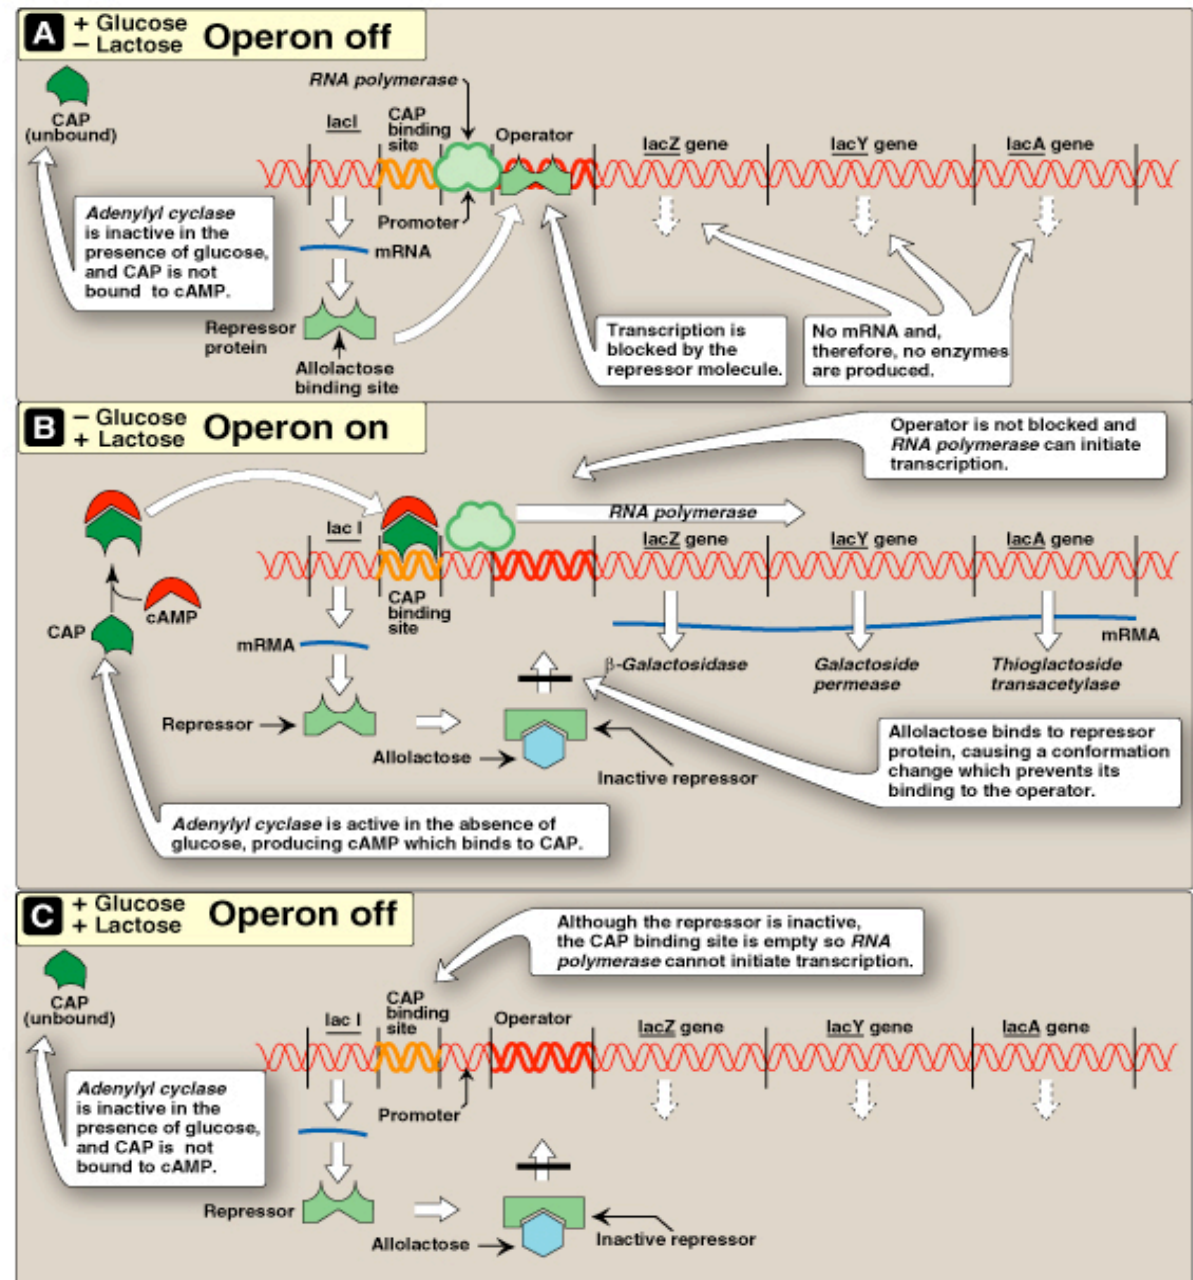 A
+ Glucose
− Lactose
Operon off
CAP
(unbound)
RNA polymerase
lacI
CAP
binding
site
Operator
lacZ gene
lacY gene
lacA gene
Adenylyl cyclase
is inactive in the
presence of glucose,
and CAP is not
bound to cAMP.
Promoter
mRNA
Repressor
protein
Allolactose
binding site
Transcription is
blocked by the
repressor molecule.
No mRNA and,
therefore, no enzymes
are produced.
B
− Glucose
+ Lactose
Operon on
Operator is not blocked and
RNA polymerase can initiate
transcription.
RNA polymerase
lac I
lacZ gene
lacY gene
lacA gene
cAMP
CAP
CAP
binding
site
mRMA
mRMA
β-Galactosidase
Galactoside
permease
Thioglactoside
transacetylase
Repressor
Allolactose
Inactive repressor
Allolactose binds to repressor
protein, causing a conformation
change which prevents its
binding to the operator.
Adenylyl cyclase is active in the absence of
glucose, producing cAMP which binds to CAP.
C
+ Glucose
+ Lactose
Operon off
Although the repressor is inactive,
the CAP binding site is empty so RNA
polymerase cannot initiate transcription.
CAP
(unbound)
lac I
CAP
binding
site
Operator
lacZ gene
lacY gene
lacA gene
Adenylyl cyclase
is inactive in the
presence of glucose,
and CAP is not
bound to cAMP.
Promoter
Repressor
Allolactose
Inactive repressor